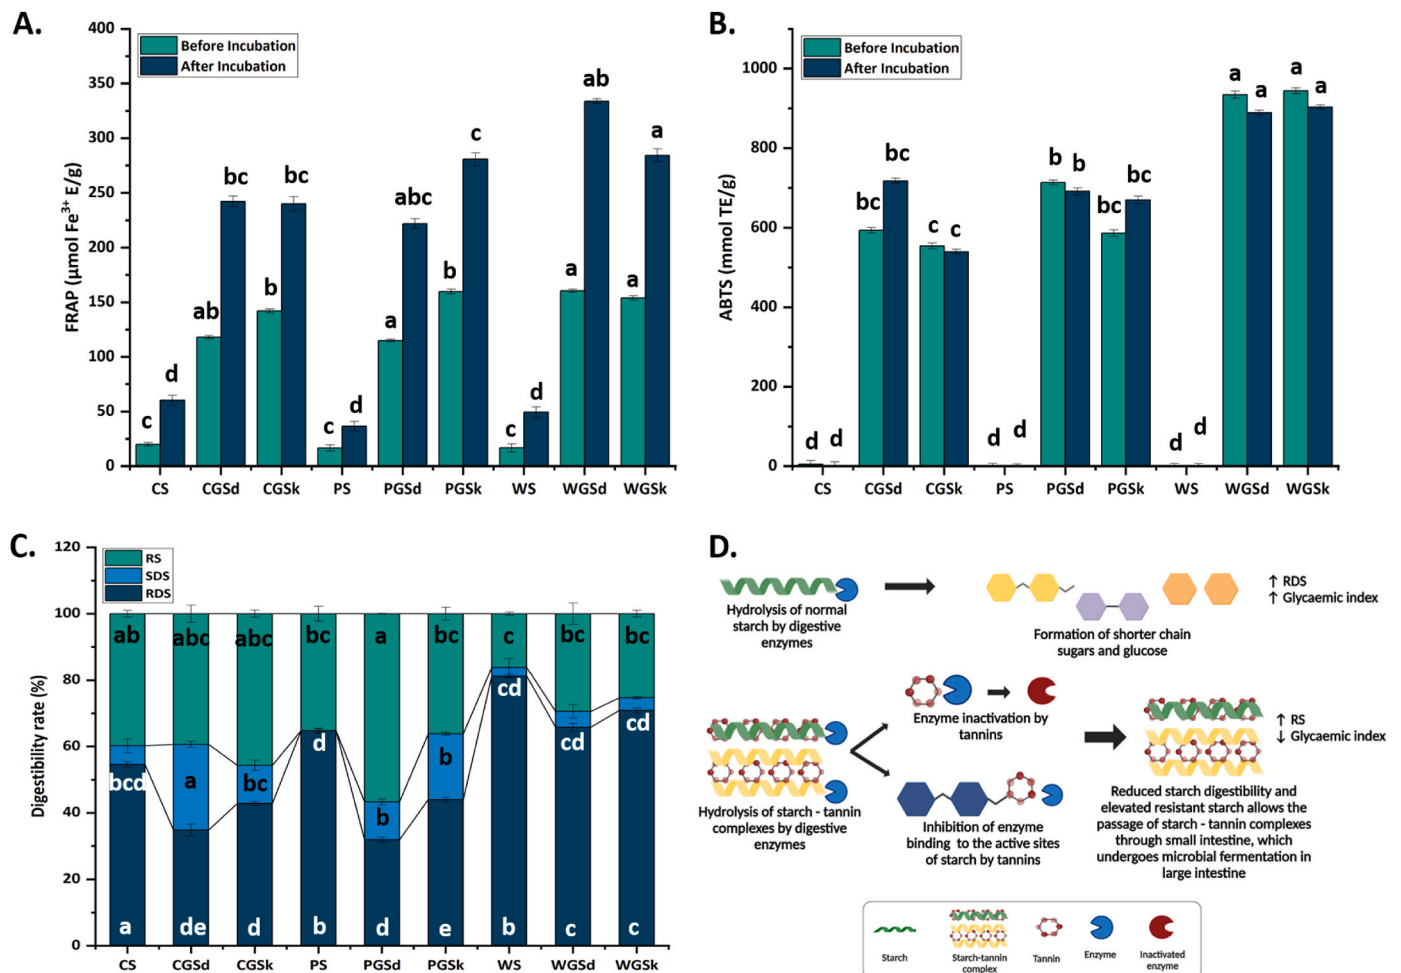 A.
400
350
300
250
200
150
100
50
0
FRAP (µmol Fe3+ E/g)
Before Incubation
After Incubation
c
d
ab
bc
b
bc
c
d
a
abc
b
c
c
d
a
ab
a
a
CS
CGSd
CGSk
PS
PGSd
PGSk
WS
WGSd
WGSk
B.
1000
800
600
400
200
0
ABTS (mmol TE/g)
Before Incubation
After Incubation
d
d
bc
bc
c
c
d
d
b
b
bc
bc
d
d
a
a
a
a
CS
CGSd
CGSk
PS
PGSd
PGSk
WS
WGSd
WGSk
C.
120
100
80
60
40
20
0
Digestibility rate (%)
RS
SDS
RDS
ab
abc
abc
bc
a
bc
c
bc
bc
bcd
a
bc
d
b
b
cd
cd
cd
a
de
d
b
d
e
b
c
c
CS
CGSd
CGSk
PS
PGSd
PGSk
WS
WGSd
WGSk
D.
Hydrolysis of normal
starch by digestive
enzymes
Formation of shorter chain
sugars and glucose
↑ RDS
↑ Glycaemic index
Hydrolysis of starch - tannin
complexes by digestive
enzymes
Enzyme inactivation by
tannins
Inhibition of enzyme
binding to the active sites
of starch by tannins
↑ RS
↓ Glycaemic index
Reduced starch digestibility and
elevated resistant starch allows the
passage of starch - tannin complexes
through small intestine, which
undergoes microbial fermentation in
large intestine
Starch
Starch-tannin
complex
Tannin
Enzyme
Inactivated
enzyme